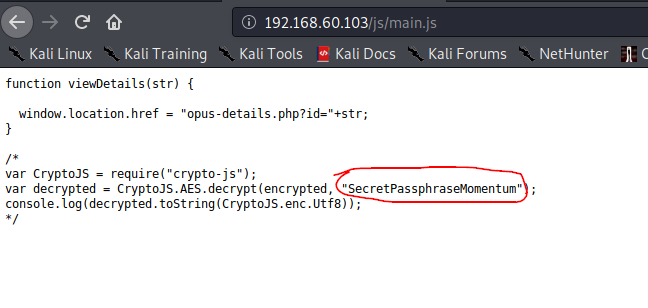 192.168.60.103/js/main.js
Kali Linux Kali Training Kali Tools Kali Docs Kali Forums NetHunter
function viewDetails(str) {
window.location.href = "opus-details.php?id="+str;
}
/*
var CryptoJS = require("crypto-js");
var decrypted = CryptoJS.AES.decrypt(encrypted, "SecretPassphraseMomentum");
console.log(decrypted.toString(CryptoJS.enc.Utf8));
*/